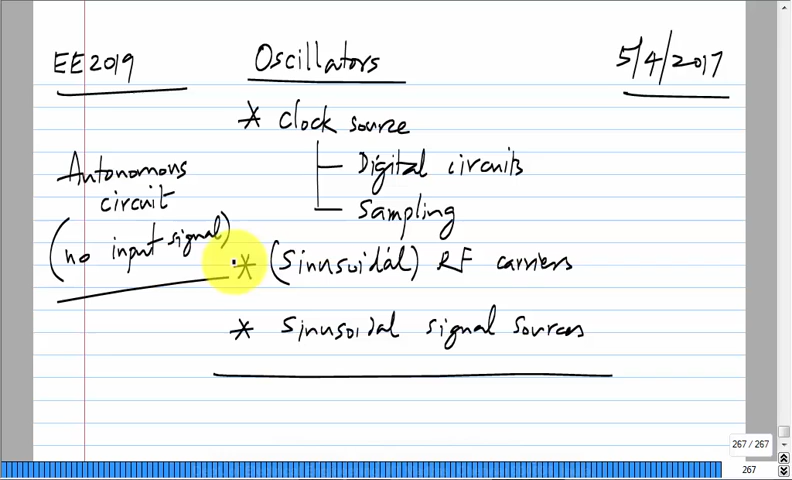 EE2019 Oscillators 5/4/2017
* Clock source
Digital circuits
Sampling
Autonomous
circuit
(no input signal)
* (Sinusoidal) RF carriers
* Sinusoidal signal sources
267 / 267
267